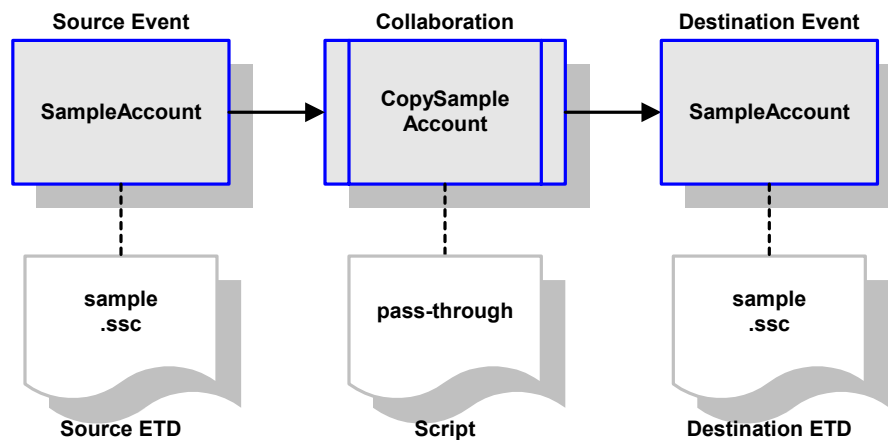 Source Event
Collaboration
Destination Event
SampleAccount
CopySample
Account
SampleAccount
sample
.ssc
pass-through
sample
.ssc
Source ETD
Script
Destination ETD